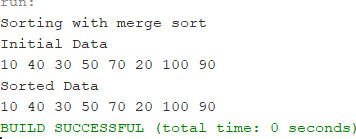 run:
Sorting with merge sort
Initial Data
10 40 30 50 70 20 100 90
Sorted Data
10 40 30 50 70 20 100 90
BUILD SUCCESSFUL (total time: 0 seconds)